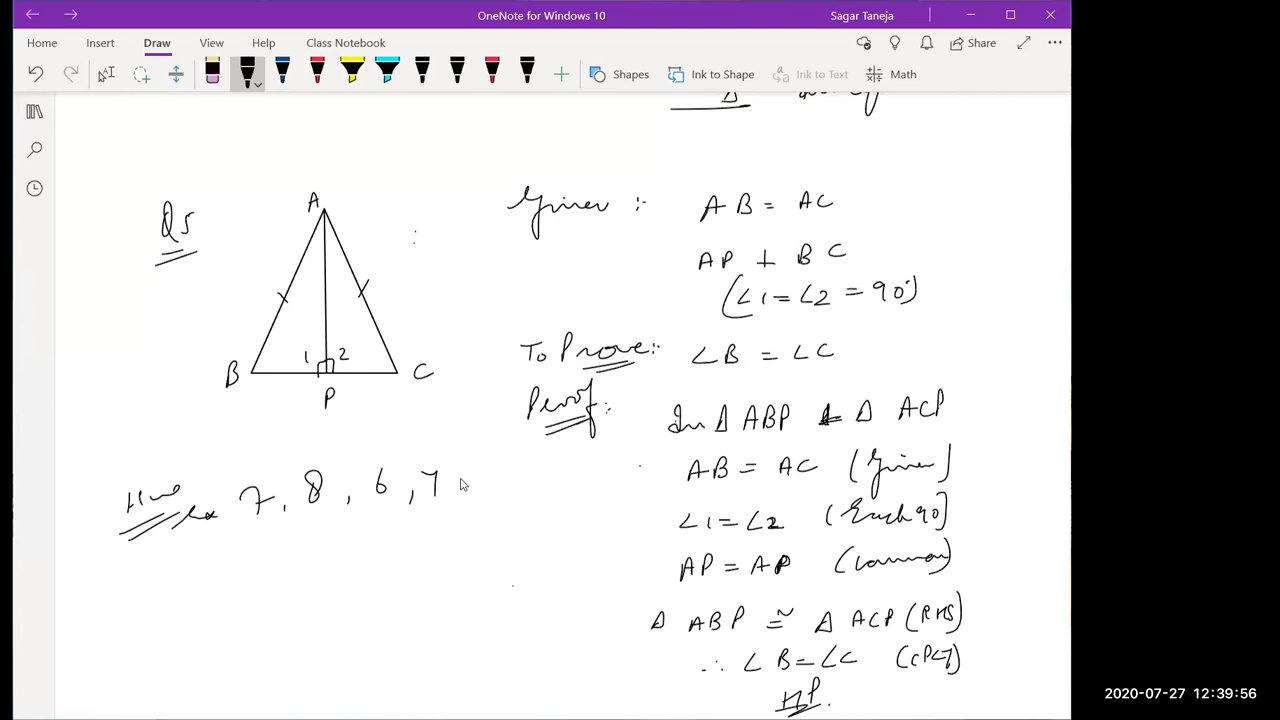 OneNote for Windows 10
Sagar Taneja
Home Insert Draw View Help Class Notebook
Share
Shapes Ink to Shape Ink to Text Math
Q5
A
B
C
P
1 2
Given :-
AB = AC
AP ⊥ BC
(∠1 = ∠2 = 90°)
To Prove:-
∠B = ∠C
Proof:-
In Δ ABP & Δ ACP
AB = AC (Given)
∠1 = ∠2 (Each 90)
AP = AP (Common)
Δ ABP ≅ Δ ACP (RHS)
∴ ∠B = ∠C (CPCT)
HP.
7, 8, 6, 7
2020-07-27 12:39:56